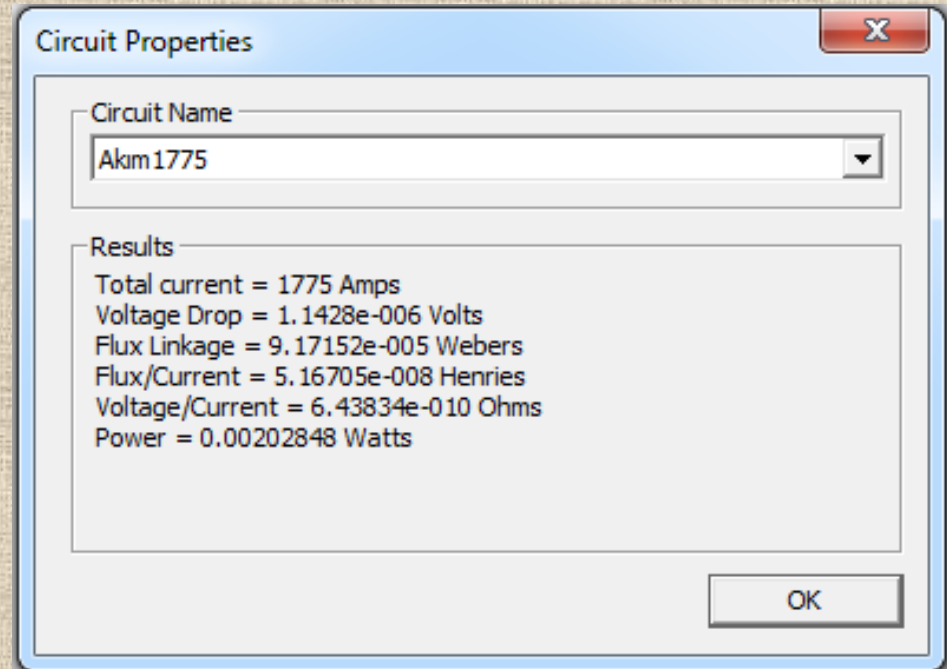 Circuit Properties
Circuit Name
Akım1775
Results
Total current = 1775 Amps
Voltage Drop = 1.1428e-006 Volts
Flux Linkage = 9.17152e-005 Webers
Flux/Current = 5.16705e-008 Henries
Voltage/Current = 6.43834e-010 Ohms
Power = 0.00202848 Watts
OK